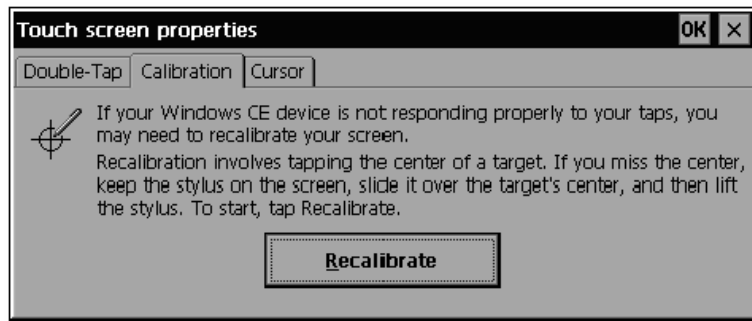 Touch screen properties OK ×
Double-Tap Calibration Cursor
If your Windows CE device is not responding properly to your taps, you
may need to recalibrate your screen.
Recalibration involves tapping the center of a target. If you miss the center,
keep the stylus on the screen, slide it over the target's center, and then lift
the stylus. To start, tap Recalibrate.
Recalibrate